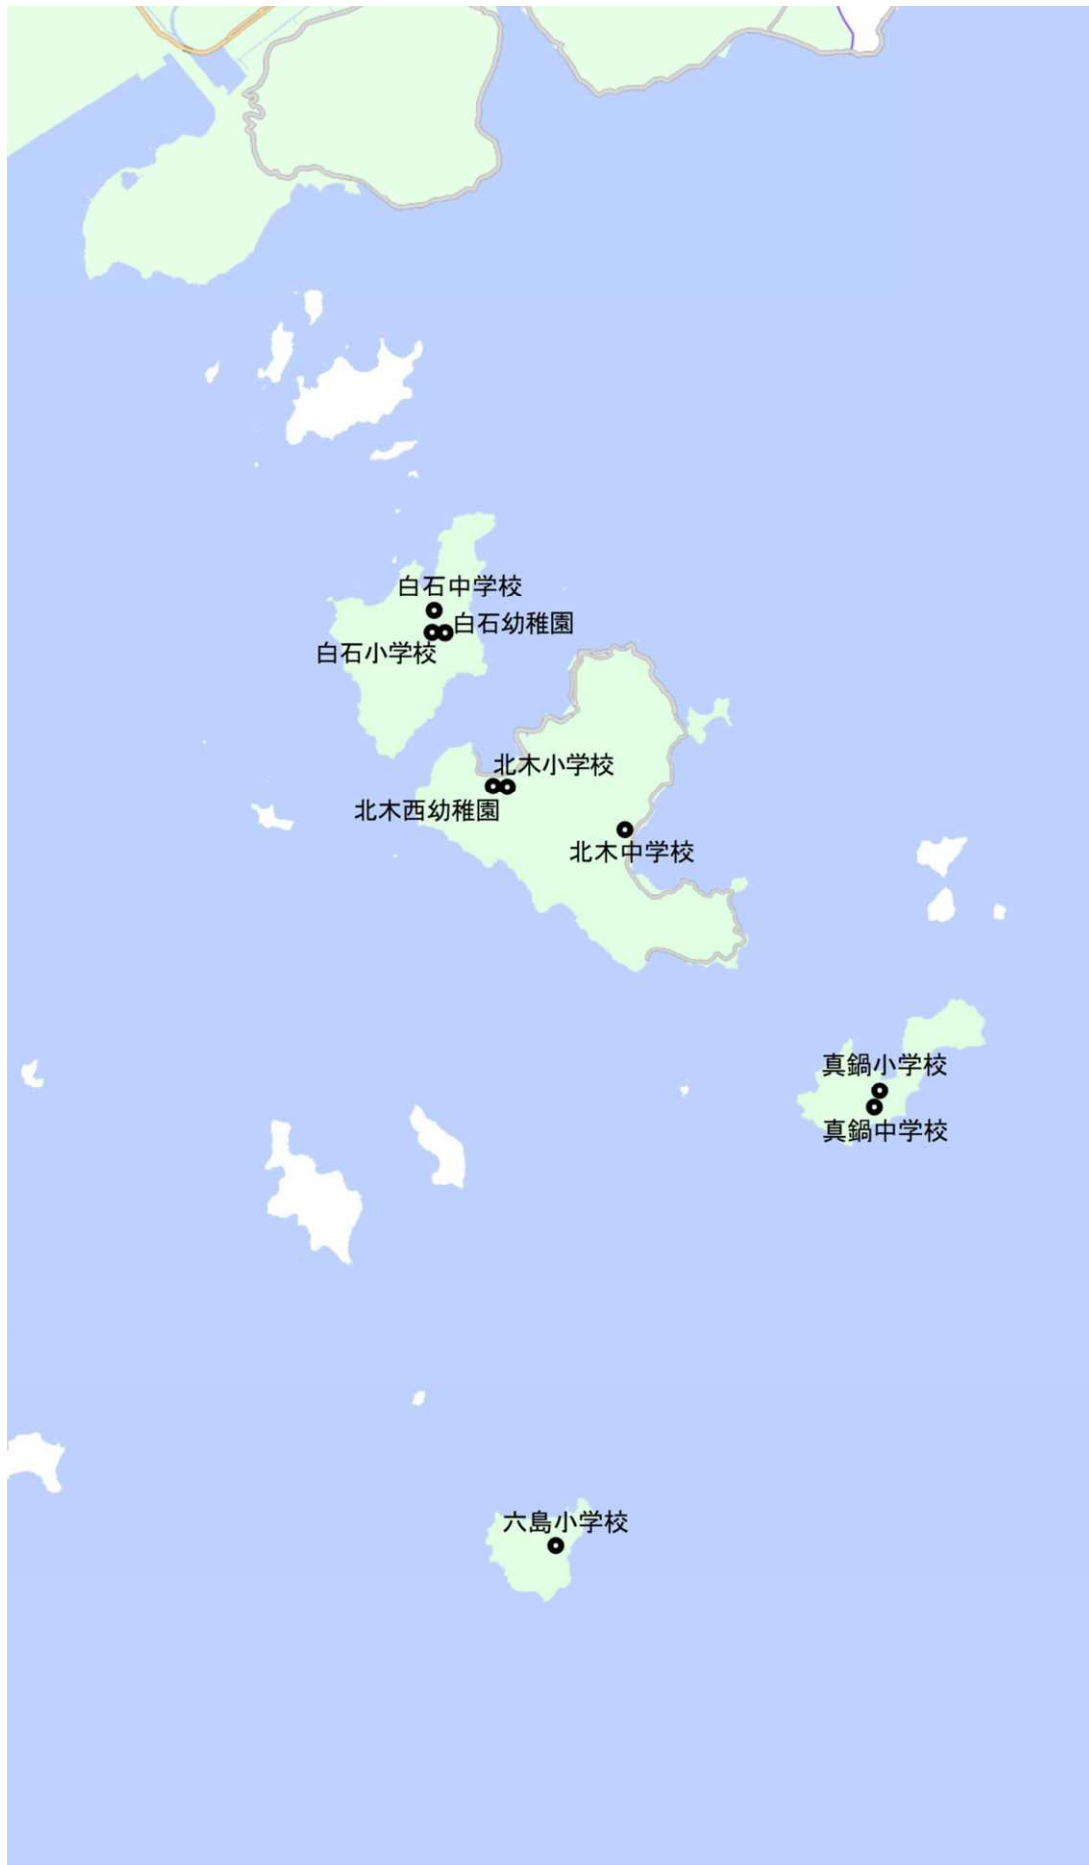 白石中学校
白石幼稚園
白石小学校
北木小学校
北木西幼稚園
北木中学校
真鍋小学校
真鍋中学校
六島小学校